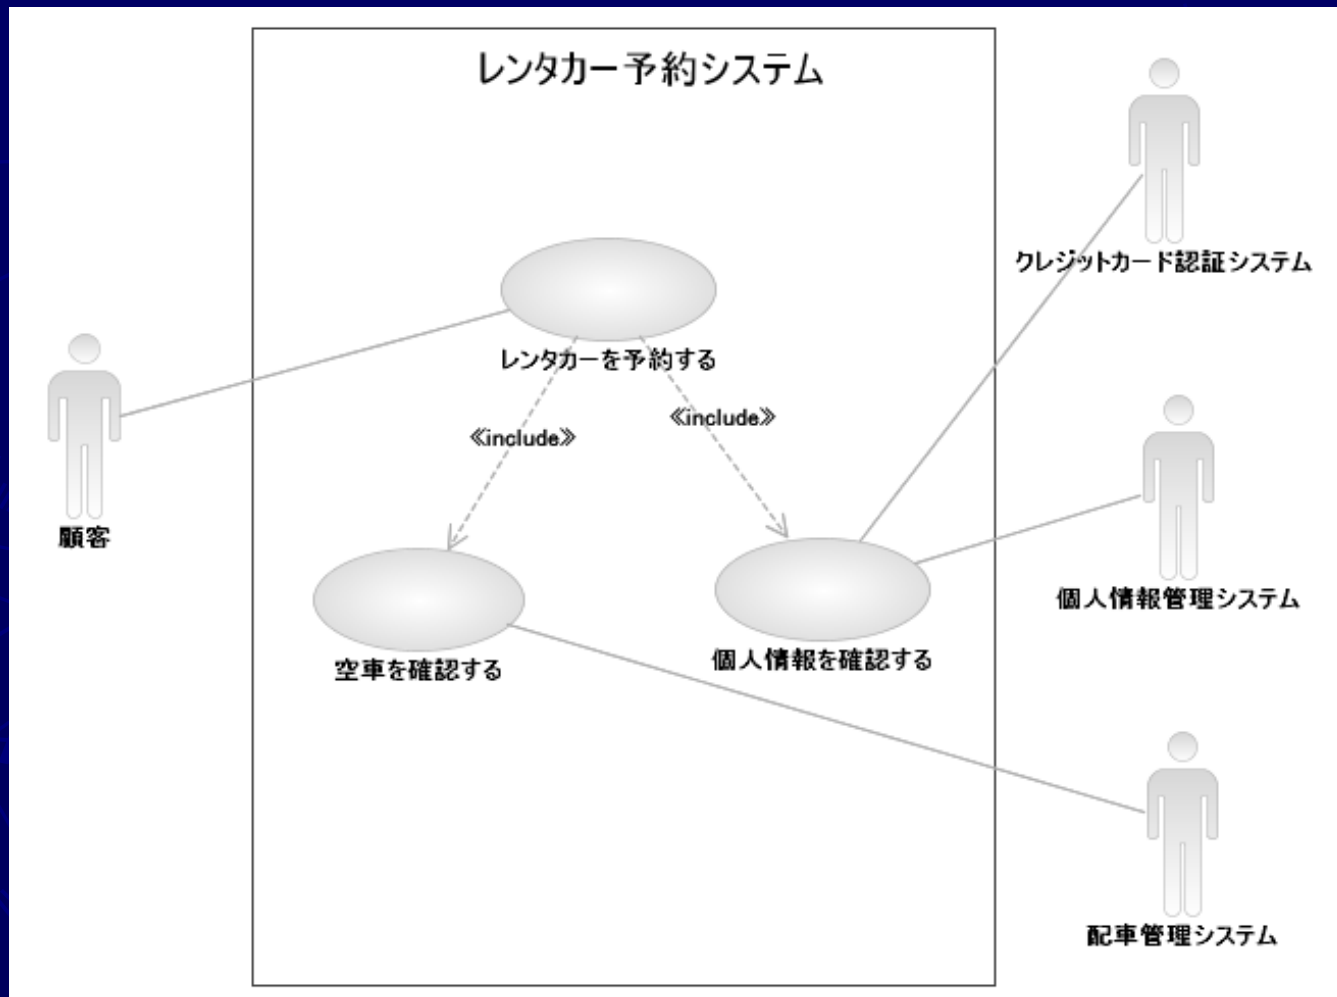 レンタカー予約システム
クレジットカード認証システム
レンタカーを予約する
≪include≫
≪include≫
顧客
個人情報管理システム
空車を確認する
個人情報を確認する
配車管理システム